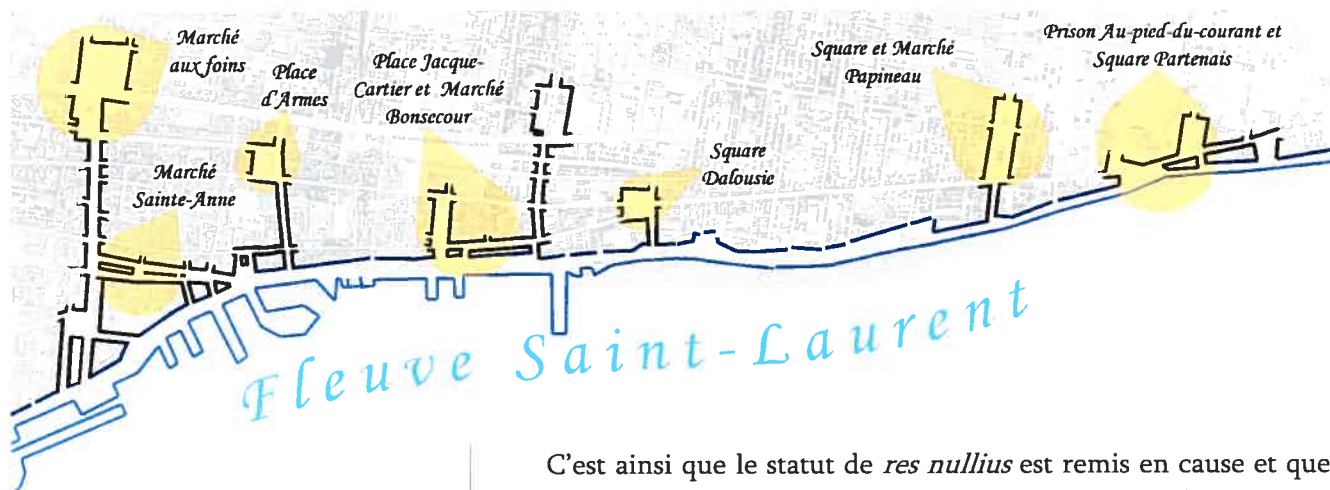 Marché
aux foins
Place
d'Armes
Marché
Sainte-Anne
Place Jacque-
Cartier et Marché
Bonsecour
Square
Dalousie
Square et Marché
Papineau
Prison Au-pied-du-courant et
Square Partenais
Fleuve Saint-Laurent
C'est ainsi que le statut de res nullius est remis en cause et que